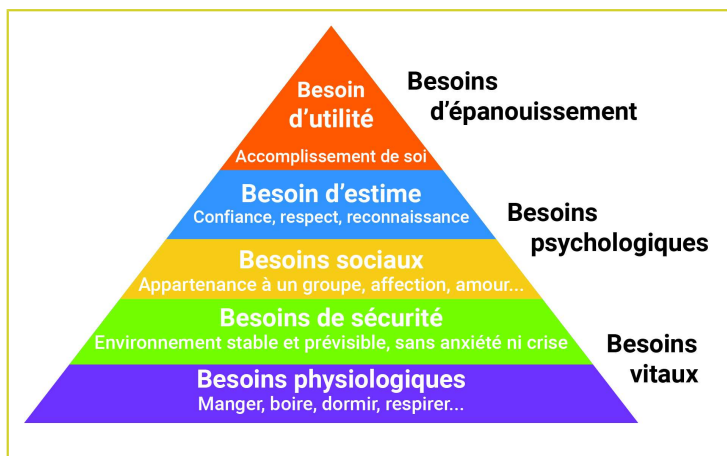 Besoin
d'utilité
Accomplissement de soi
Besoins
d'épanouissement
Besoin d'estime
Confiance, respect, reconnaissance
Besoins
psychologiques
Besoins sociaux
Appartenance à un groupe, affection, amour...
Besoins de sécurité
Environnement stable et prévisible, sans anxiété ni crise
Besoins
vitaux
Besoins physiologiques
Manger, boire, dormir, respirer...